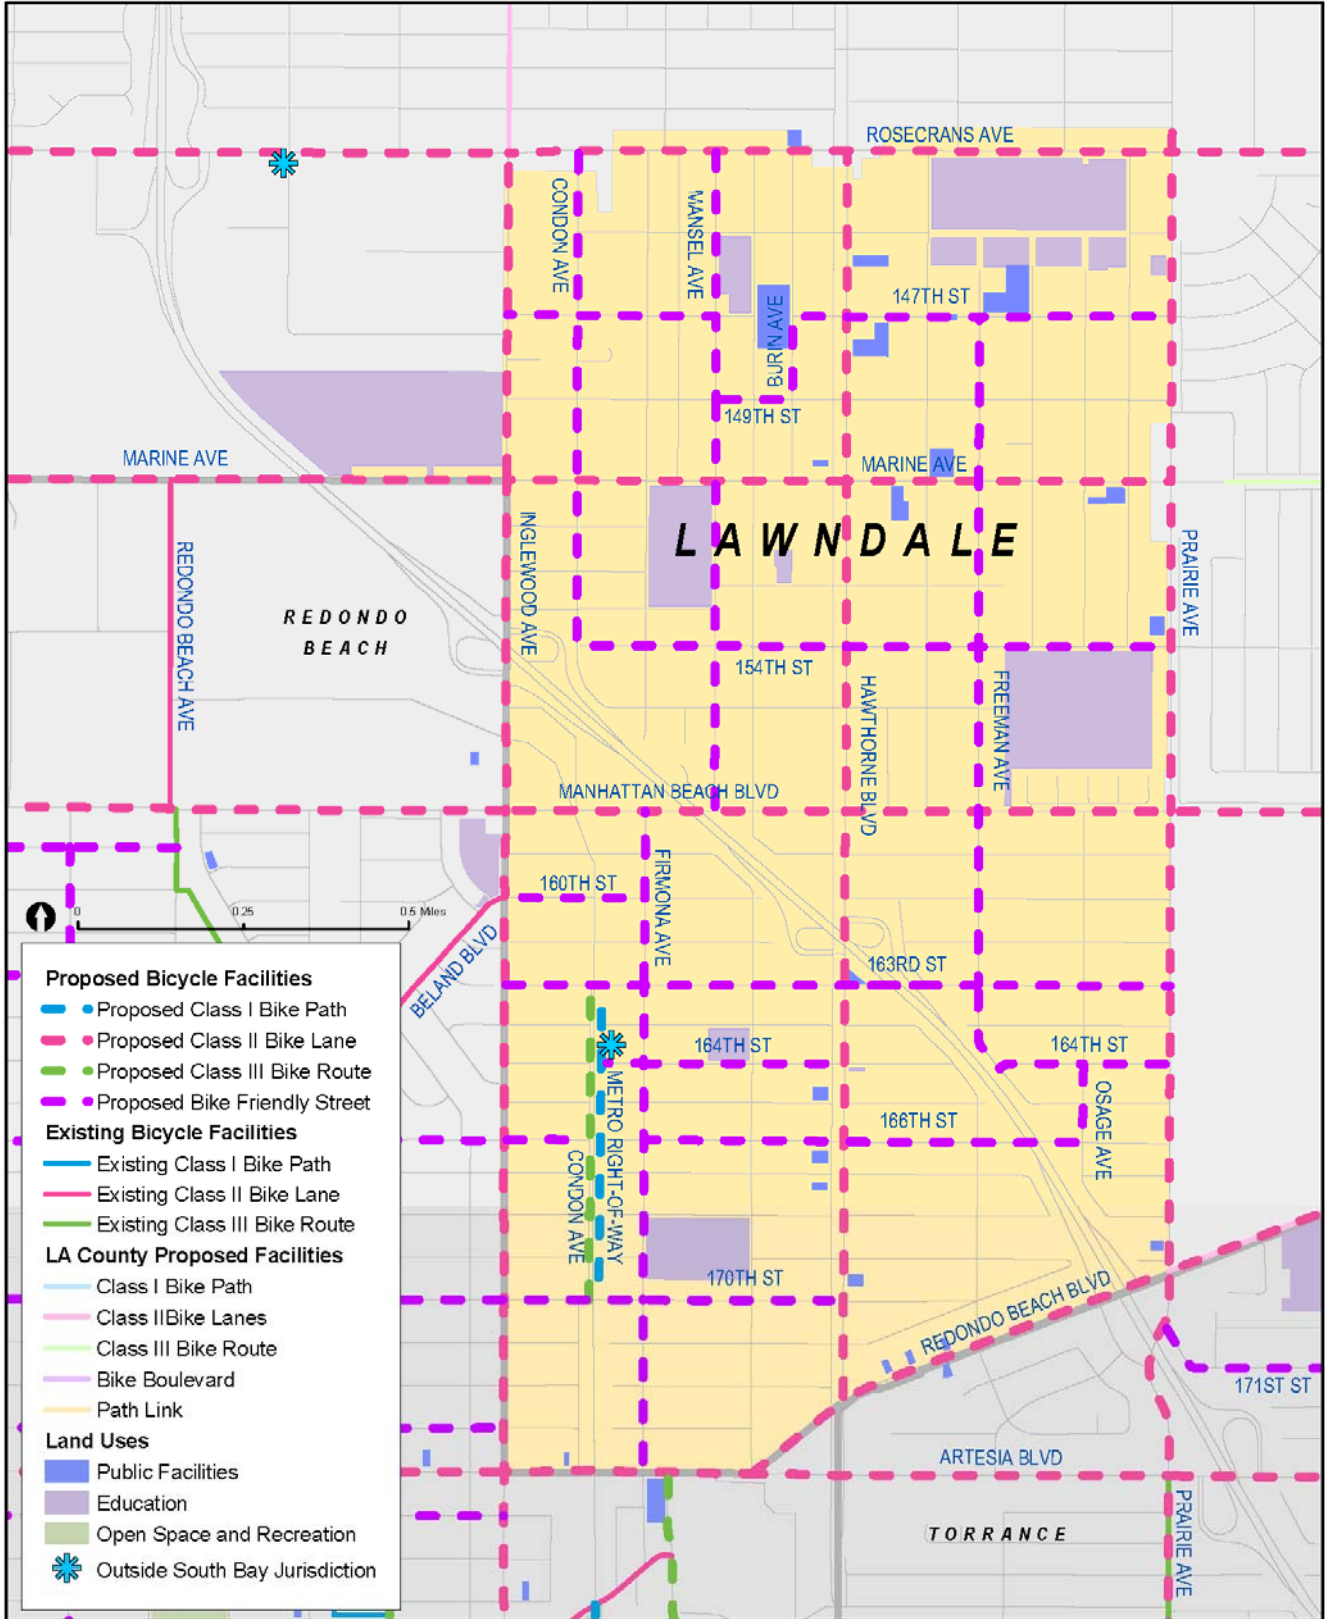 ROSECRANS AVE
CONDON AVE
MANSEL AVE
147TH ST
BURIN AVE
149TH ST
MARINE AVE
MARINE AVE
LAWNDALE
INGLEWOOD AVE
REDONDO BEACH AVE
PRAIRIE AVE
REDONDO
BEACH
154TH ST
HAWTHORNE BLVD
FREEMAN AVE
MANHATTAN BEACH BLVD
FIRMONA AVE
160TH ST
0 0.25 0.5 Miles
BELAND BLVD
163RD ST
164TH ST
164TH ST
METRO RIGHT-OF-WAY
OSAGE AVE
166TH ST
CONDON AVE
170TH ST
REDONDO BEACH BLVD
171ST ST
ARTESIA BLVD
PRAIRIE AVE
TORRANCE
Proposed Bicycle Facilities
Proposed Class I Bike Path
Proposed Class II Bike Lane
Proposed Class III Bike Route
Proposed Bike Friendly Street
Existing Bicycle Facilities
Existing Class I Bike Path
Existing Class II Bike Lane
Existing Class III Bike Route
LA County Proposed Facilities
Class I Bike Path
Class IIBike Lanes
Class III Bike Route
Bike Boulevard
Path Link
Land Uses
Public Facilities
Education
Open Space and Recreation
Outside South Bay Jurisdiction